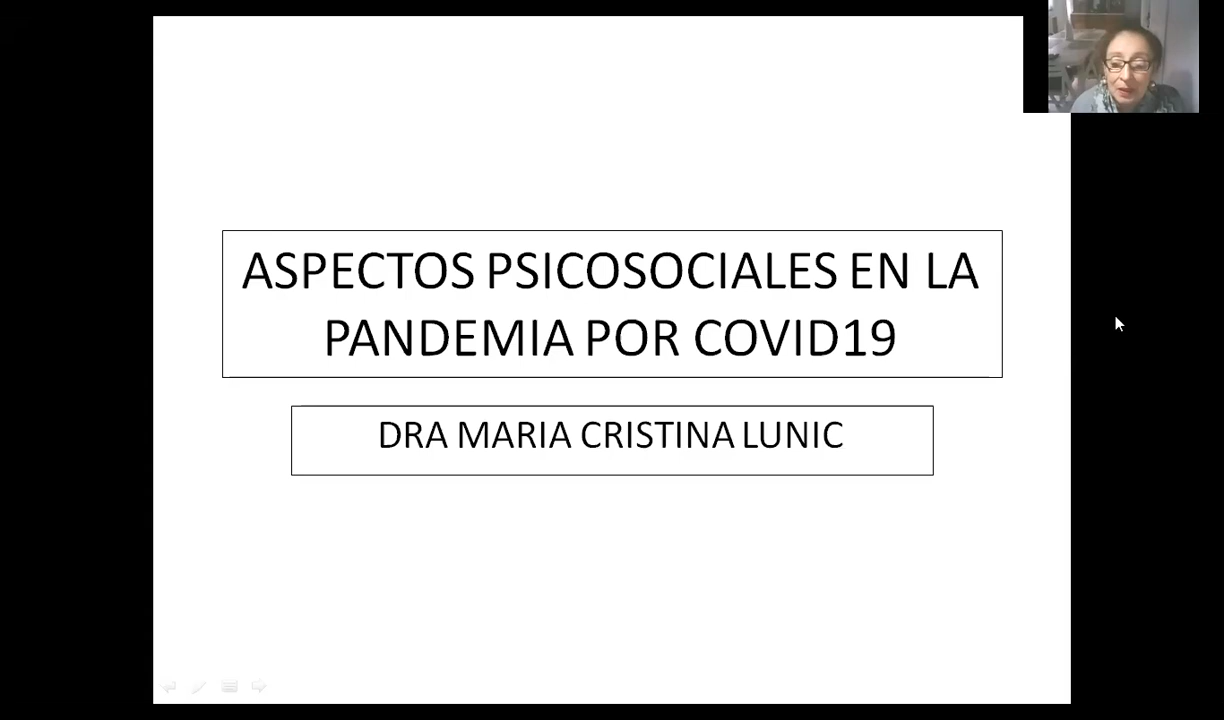 ASPECTOS PSICOSOCIALES EN LA
PANDEMIA POR COVID19
DRA MARIA CRISTINA LUNIC